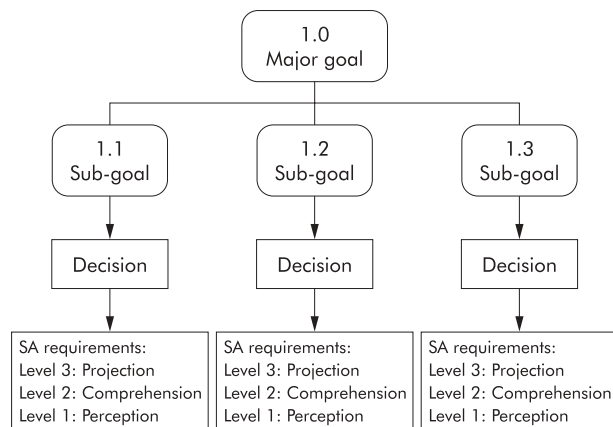 1.0
Major goal
1.1
Sub-goal
1.2
Sub-goal
1.3
Sub-goal
Decision
Decision
Decision
SA requirements:
Level 3: Projection
Level 2: Comprehension
Level 1: Perception
SA requirements:
Level 3: Projection
Level 2: Comprehension
Level 1: Perception
SA requirements:
Level 3: Projection
Level 2: Comprehension
Level 1: Perception